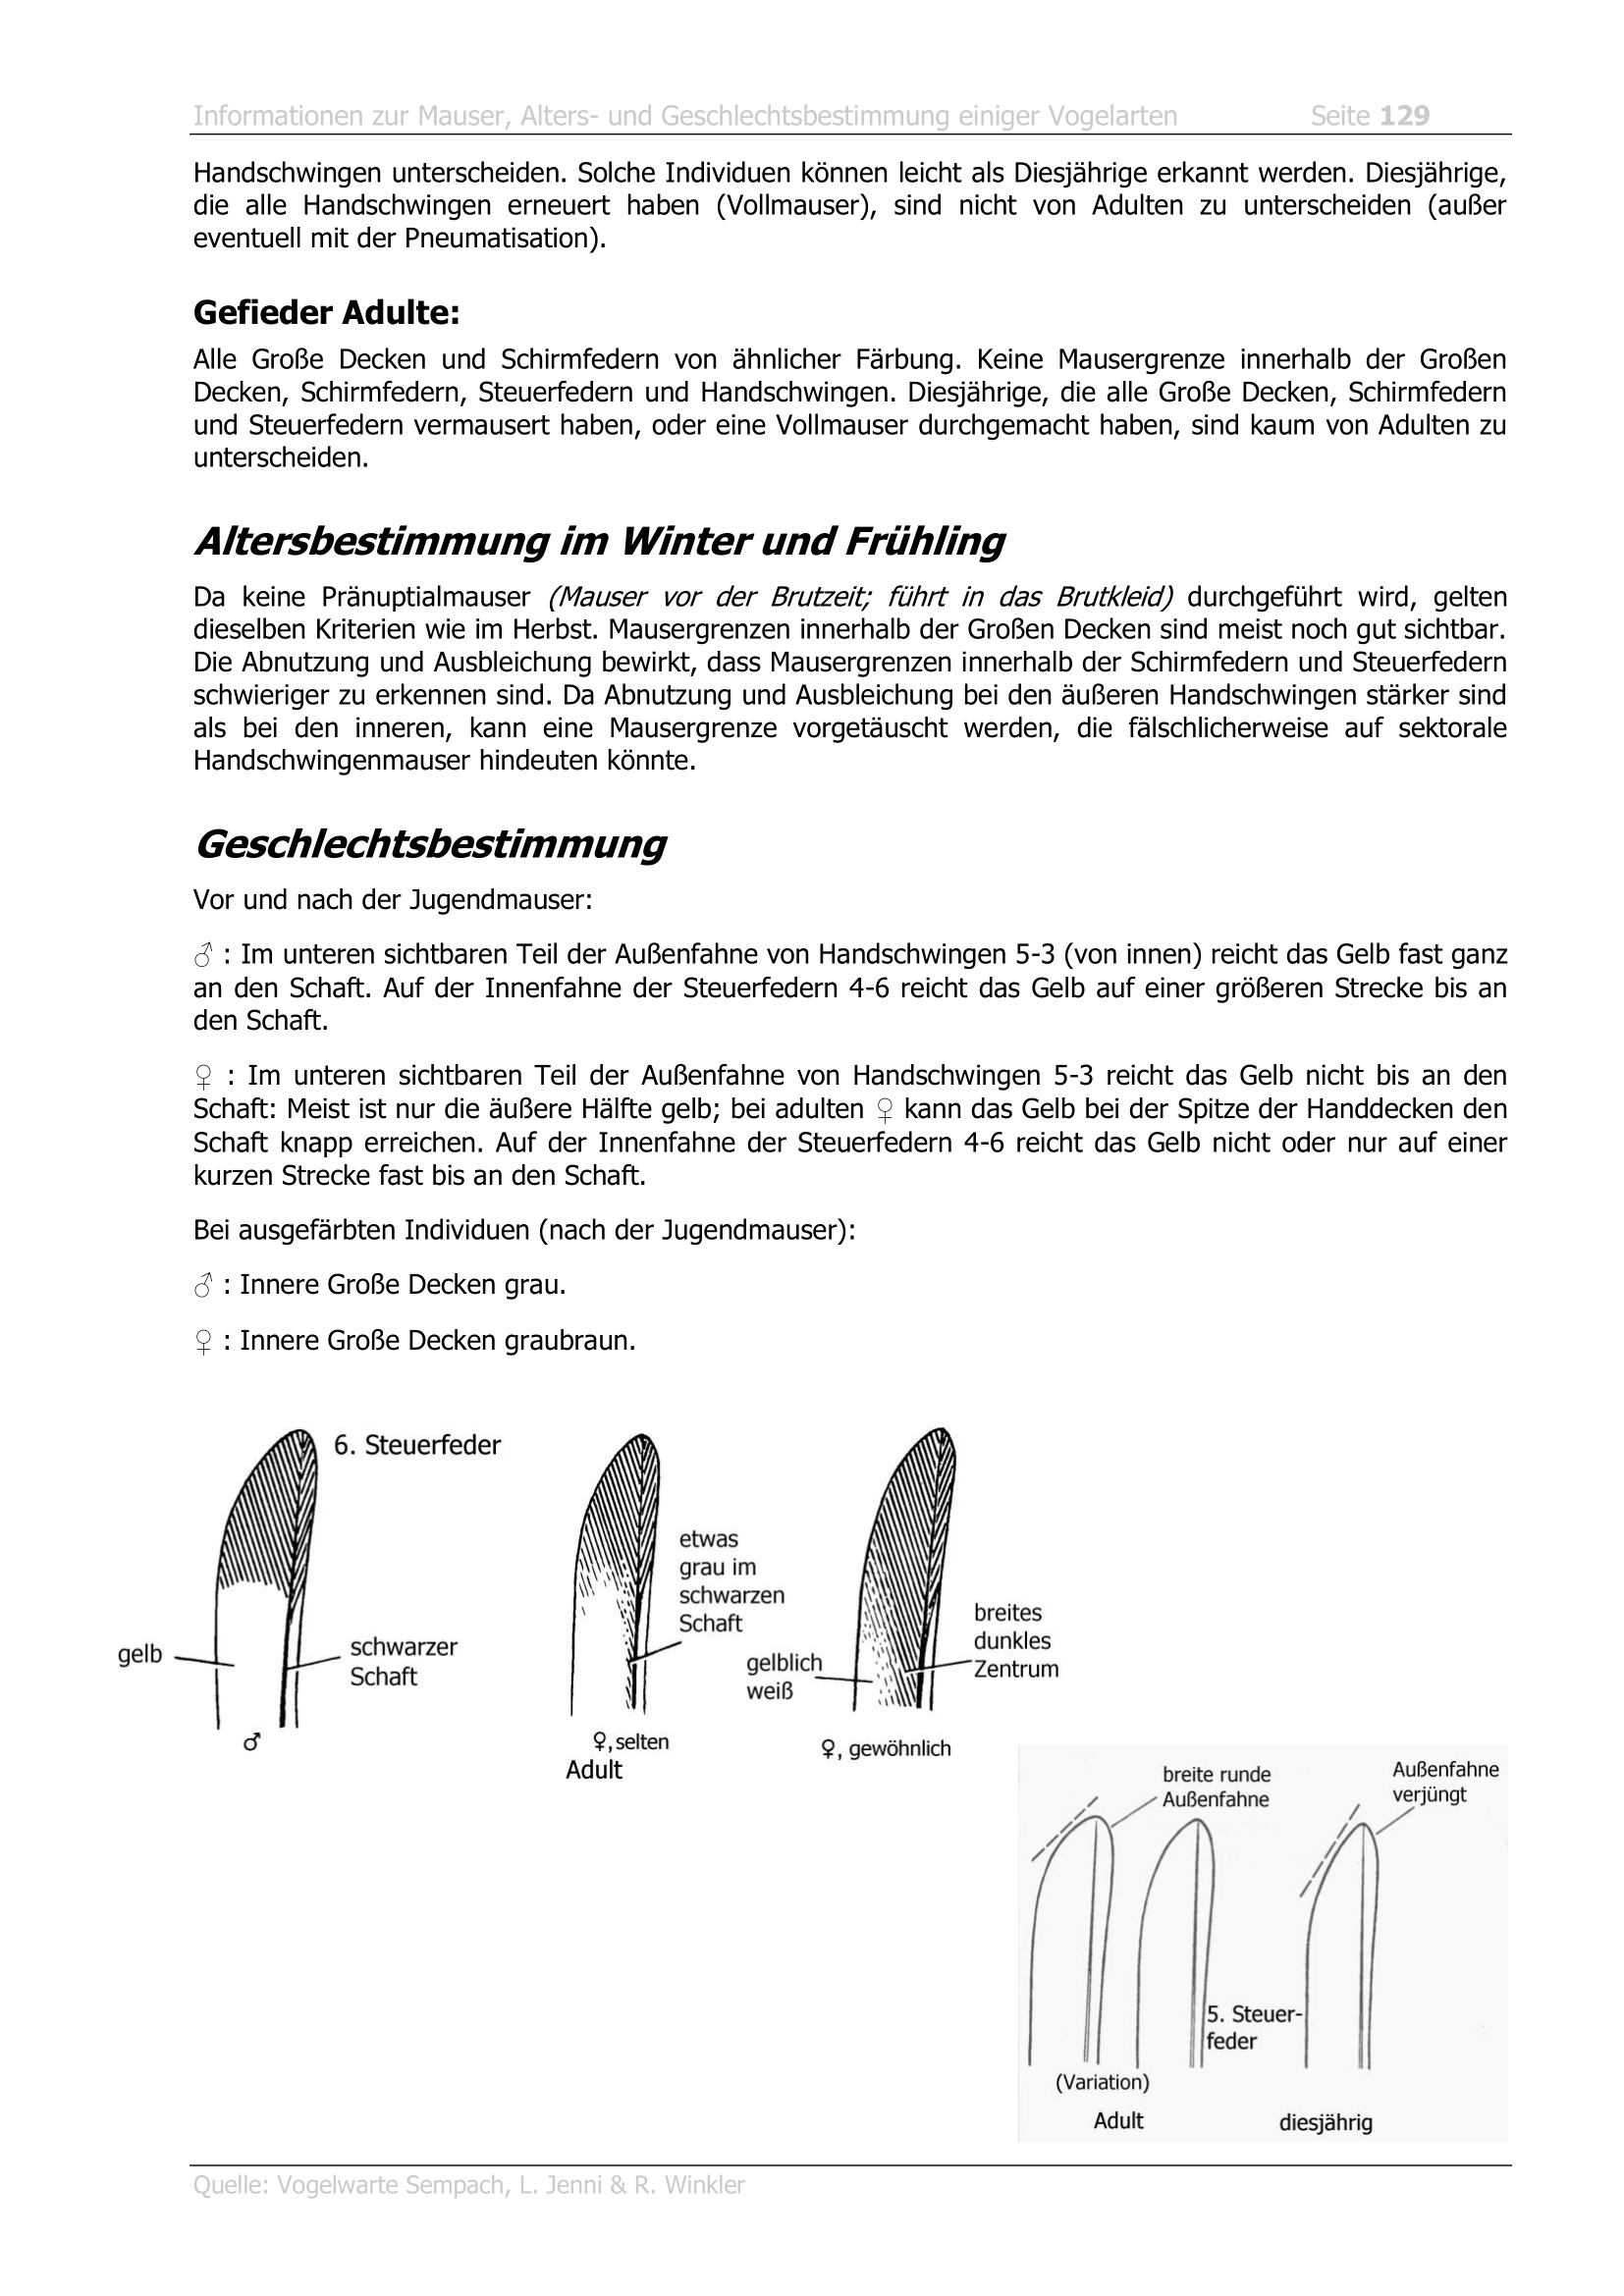 Informationen zur Mauser, Alters- und Geschlechtsbestimmung einiger Vogelarten Seite 129
Handschwingen unterscheiden. Solche Individuen können leicht als Diesjährige erkannt werden. Diesjährige,
die alle Handschwingen erneuert haben (Vollmauser), sind nicht von Adulten zu unterscheiden (außer
eventuell mit der Pneumatisation).
Gefieder Adulte:
Alle Große Decken und Schirmfedern von ähnlicher Färbung. Keine Mausergrenze innerhalb der Großen
Decken, Schirmfedern, Steuerfedern und Handschwingen. Diesjährige, die alle Große Decken, Schirmfedern
und Steuerfedern vermausert haben, oder eine Vollmauser durchgemacht haben, sind kaum von Adulten zu
unterscheiden.
Altersbestimmung im Winter und Frühling
Da keine Pränuptialmauser (Mauser vor der Brutzeit; führt in das Brutkleid) durchgeführt wird, gelten
dieselben Kriterien wie im Herbst. Mausergrenzen innerhalb der Großen Decken sind meist noch gut sichtbar.
Die Abnutzung und Ausbleichung bewirkt, dass Mausergrenzen innerhalb der Schirmfedern und Steuerfedern
schwieriger zu erkennen sind. Da Abnutzung und Ausbleichung bei den äußeren Handschwingen stärker sind
als bei den inneren, kann eine Mausergrenze vorgetäuscht werden, die fälschlicherweise auf sektorale
Handschwingenmauser hindeuten könnte.
Geschlechtsbestimmung
Vor und nach der Jugendmauser:
♂ : Im unteren sichtbaren Teil der Außenfahne von Handschwingen 5-3 (von innen) reicht das Gelb fast ganz
an den Schaft. Auf der Innenfahne der Steuerfedern 4-6 reicht das Gelb auf einer größeren Strecke bis an
den Schaft.
♀ : Im unteren sichtbaren Teil der Außenfahne von Handschwingen 5-3 reicht das Gelb nicht bis an den
Schaft: Meist ist nur die äußere Hälfte gelb; bei adulten ♀ kann das Gelb bei der Spitze der Handdecken den
Schaft knapp erreichen. Auf der Innenfahne der Steuerfedern 4-6 reicht das Gelb nicht oder nur auf einer
kurzen Strecke fast bis an den Schaft.
Bei ausgefärbten Individuen (nach der Jugendmauser):
♂ : Innere Große Decken grau.
♀ : Innere Große Decken graubraun.
6. Steuerfeder
gelb
schwarzer
Schaft
♂
etwas
grau im
schwarzen
Schaft
♀, selten
Adult
gelblich
weiß
breites
dunkles
Zentrum
♀, gewöhnlich
breite runde
Außenfahne
Außenfahne
verjüngt
5. Steuer-
feder
(Variation)
Adult
diesjährig
Quelle: Vogelwarte Sempach, L. Jenni & R. Winkler